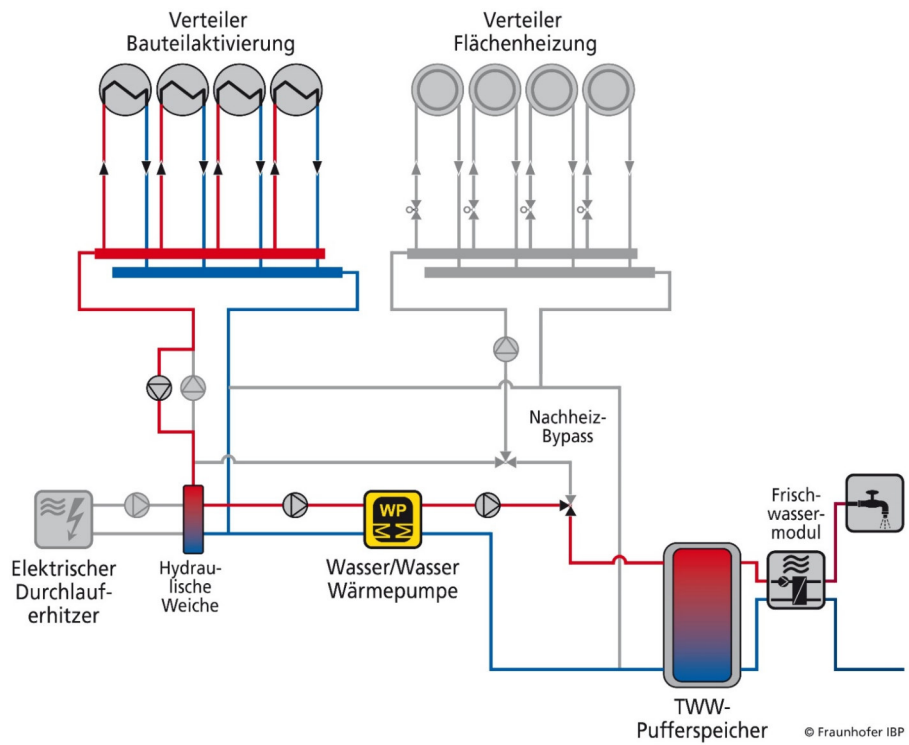 Verteiler
Bauteilaktivierung
Verteiler
Flächenheizung
Nachheiz-
Bypass
Frisch-
wasser-
modul
WP
Elektrischer
Durchlauf-
erhitzer
Hydrau-
lische
Weiche
Wasser/Wasser
Wärmepumpe
TWW-
Pufferspeicher
© Fraunhofer IBP